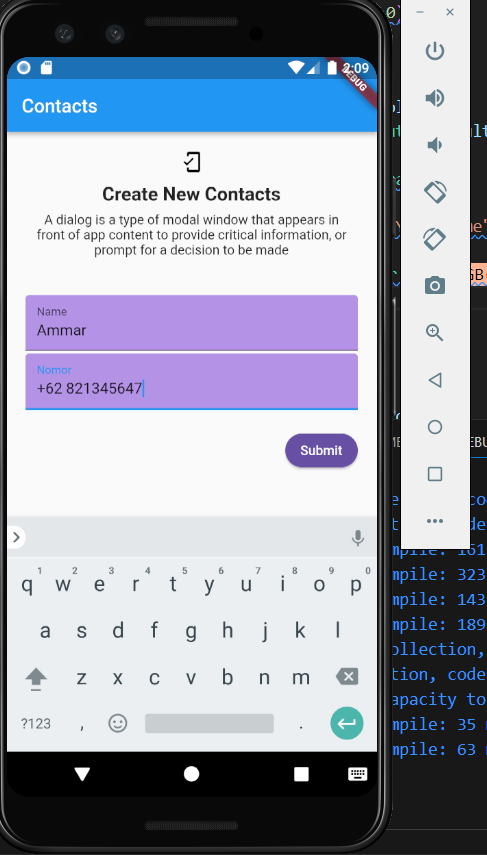 2:09
DEBUG
Contacts
Create New Contacts
A dialog is a type of modal window that appears in
front of app content to provide critical information, or
prompt for a decision to be made
Name
Ammar
Nomor
+62 821345647
Submit
1 2 3 4 5 6 7 8 9 0
q w e r t y u i o p
a s d f g h j k l
z x c v b n m
?123 , .
mpile: 161
mpile: 323
mpile: 143
mpile: 189
ollection,
tion, code
apacity to
mpile: 35
mpile: 63